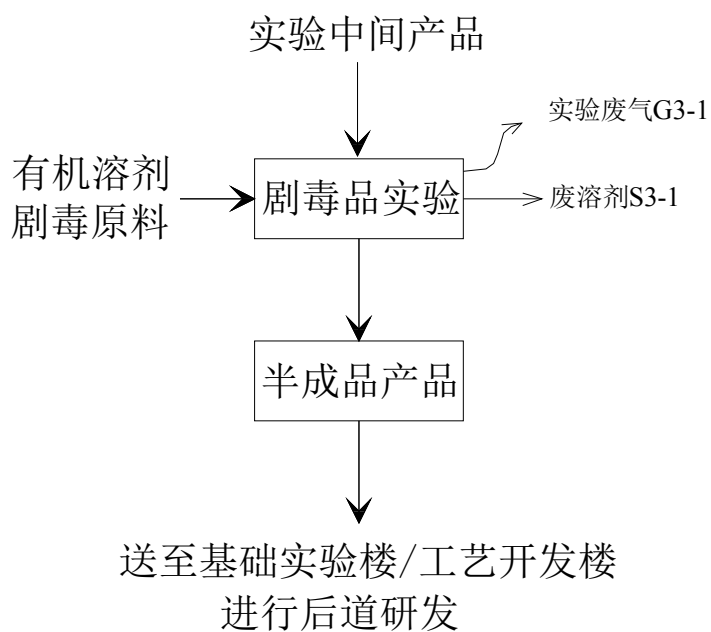 实验中间产品
实验废气G3-1
有机溶剂
剧毒原料
剧毒品实验
废溶剂S3-1
半成品产品
送至基础实验楼/工艺开发楼
进行后道研发